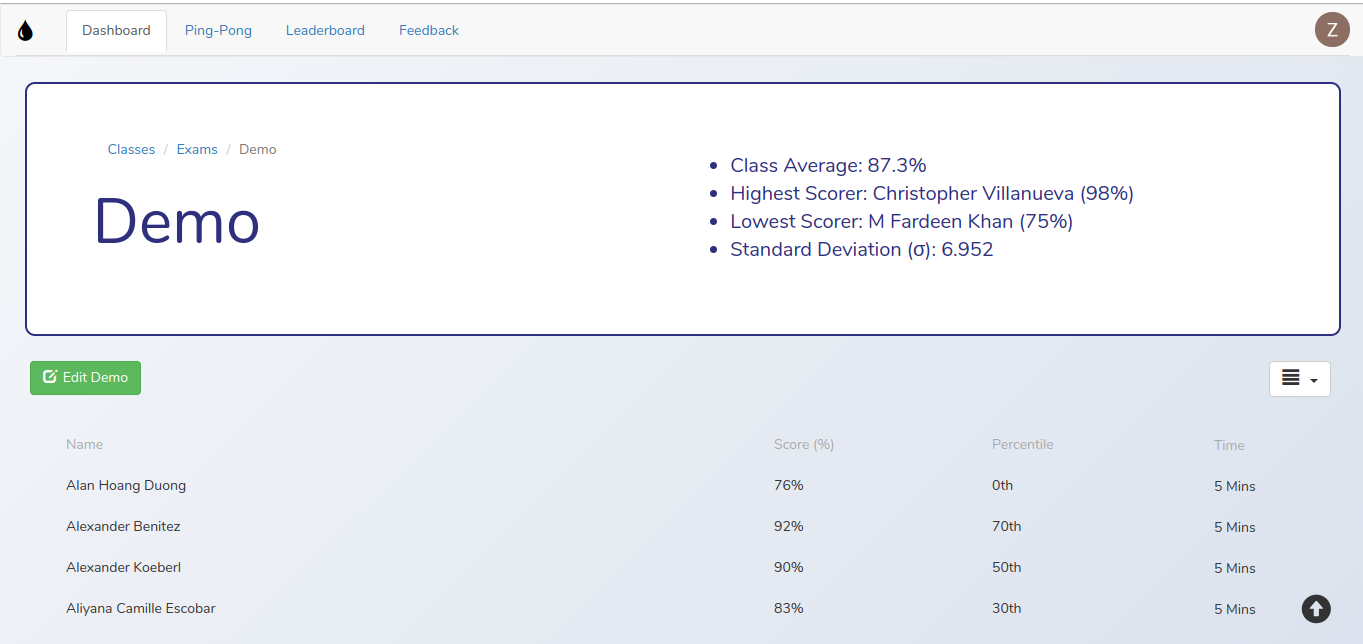 Dashboard Ping-Pong Leaderboard Feedback Z
Classes / Exams / Demo
Demo
Class Average: 87.3%
Highest Scorer: Christopher Villanueva (98%)
Lowest Scorer: M Fardeen Khan (75%)
Standard Deviation (σ): 6.952
Edit Demo
Name Score (%) Percentile Time
Alan Hoang Duong 76% 0th 5 Mins
Alexander Benitez 92% 70th 5 Mins
Alexander Koeberl 90% 50th 5 Mins
Aliyana Camille Escobar 83% 30th 5 Mins